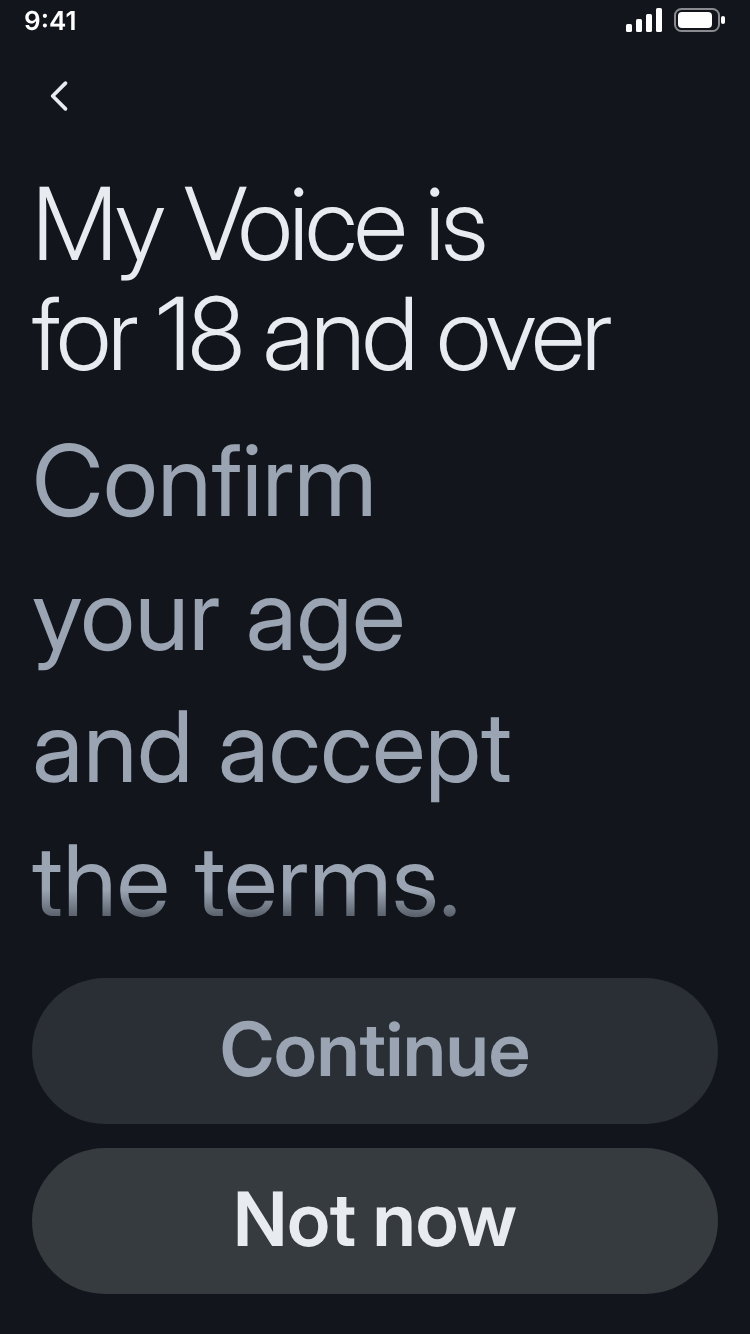 9:41
My Voice is
for 18 and over
Confirm
your age
and accept
the terms.
Continue
Not now